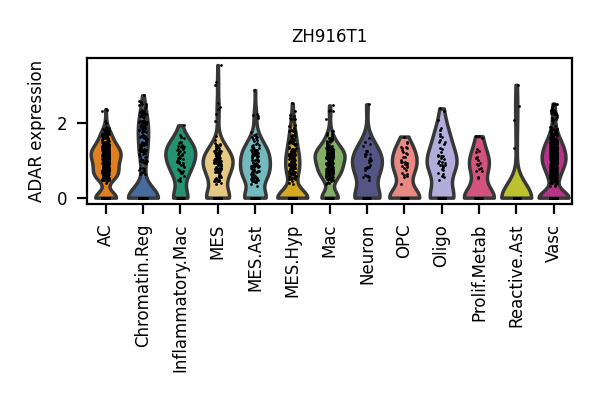 ZH916T1
ADAR expression
2
0
AC
Chromatin.Reg
Inflammatory.Mac
MES
MES.Ast
MES.Hyp
Mac
Neuron
OPC
Oligo
Prolif.Metab
Reactive.Ast
Vasc